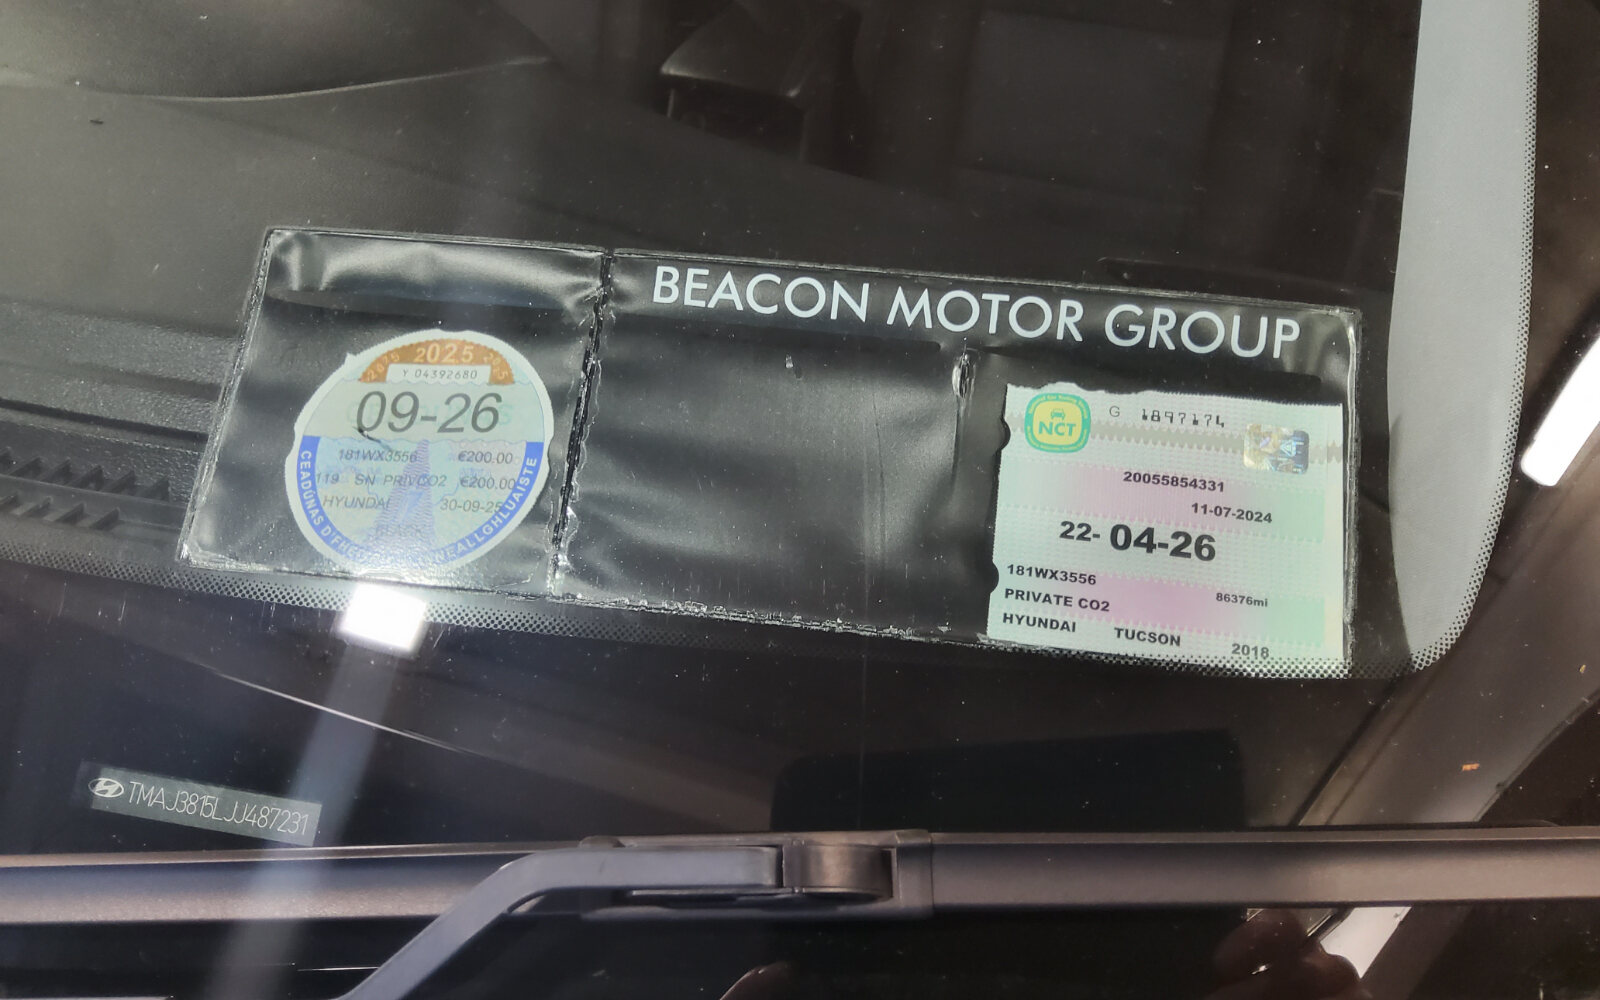 BEACON MOTOR GROUP
2025
Y 04392680
09-26
181WX3556 €200.00
119 SN PRIVCO2 €200.00
HYUNDAI 30-09-25
CEADÚNAS
NCT
G 1897174
20055854331
11-07-2024
22- 04-26
181WX3556
86376mi
PRIVATE CO2
HYUNDAI TUCSON
2018
TMAJ3815LJJ487231